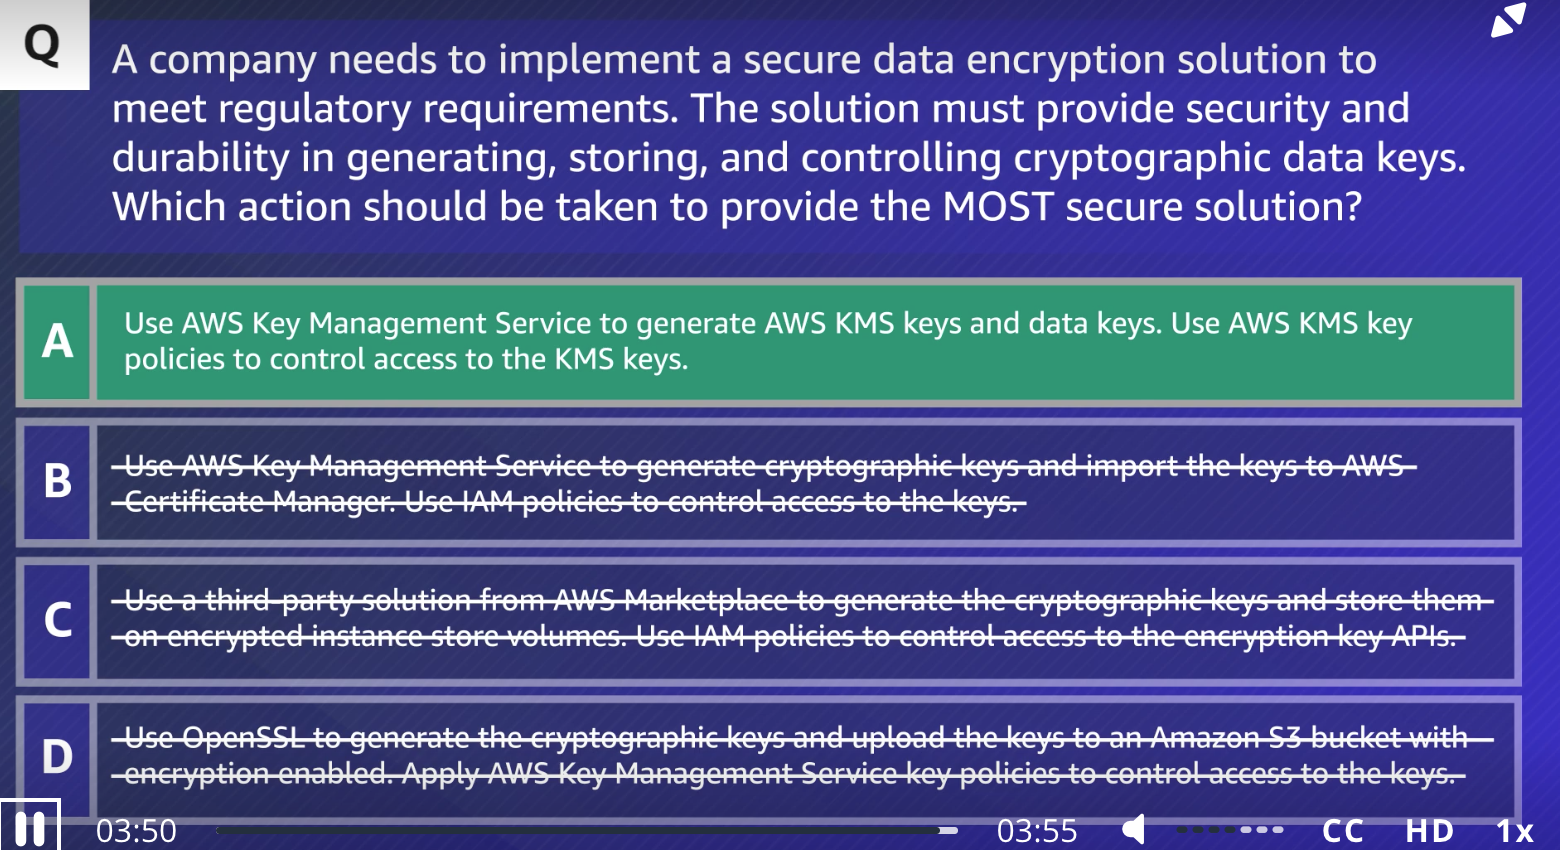 Q
A company needs to implement a secure data encryption solution to
meet regulatory requirements. The solution must provide security and
durability in generating, storing, and controlling cryptographic data keys.
Which action should be taken to provide the MOST secure solution?
A
Use AWS Key Management Service to generate AWS KMS keys and data keys. Use AWS KMS key
policies to control access to the KMS keys.
B
Use AWS Key Management Service to generate cryptographic keys and import the keys to AWS
Certificate Manager. Use IAM policies to control access to the keys.
C
Use a third-party solution from AWS Marketplace to generate the cryptographic keys and store them
on encrypted instance store volumes. Use IAM policies to control access to the encryption key APIs.
D
Use OpenSSL to generate the cryptographic keys and upload the keys to an Amazon S3 bucket with
encryption enabled. Apply AWS Key Management Service key policies to control access to the keys.
03:50 03:55 CC HD 1x